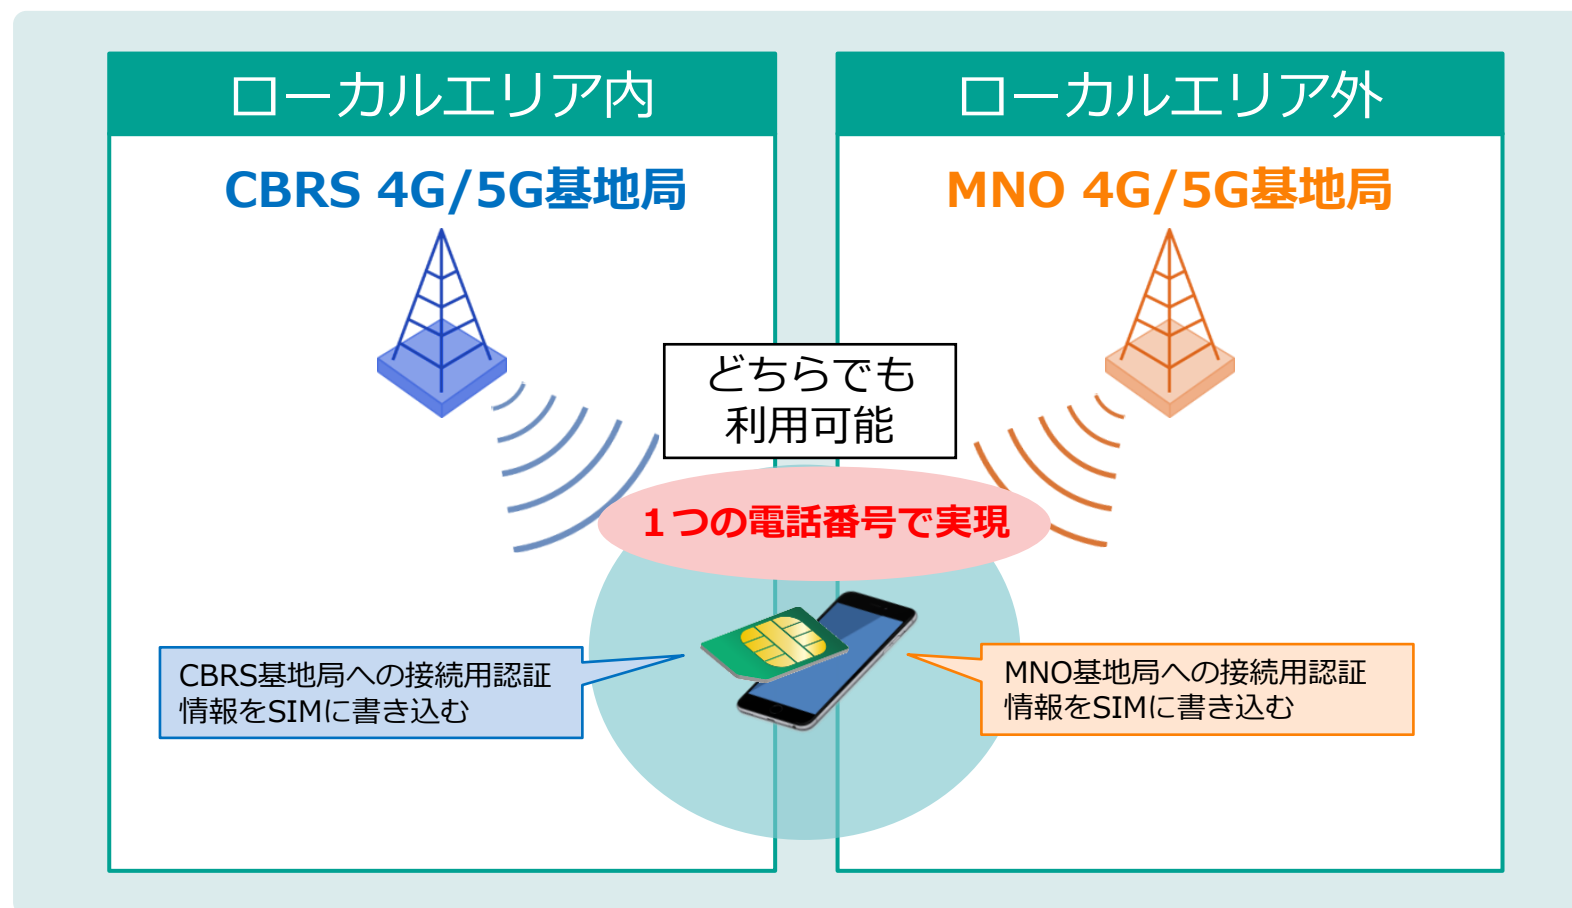 ローカルエリア内
ローカルエリア外
CBRS 4G/5G基地局
MNO 4G/5G基地局
どちらでも
利用可能
１つの電話番号で実現
CBRS基地局への接続用認証
情報をSIMに書き込む
MNO基地局への接続用認証
情報をSIMに書き込む